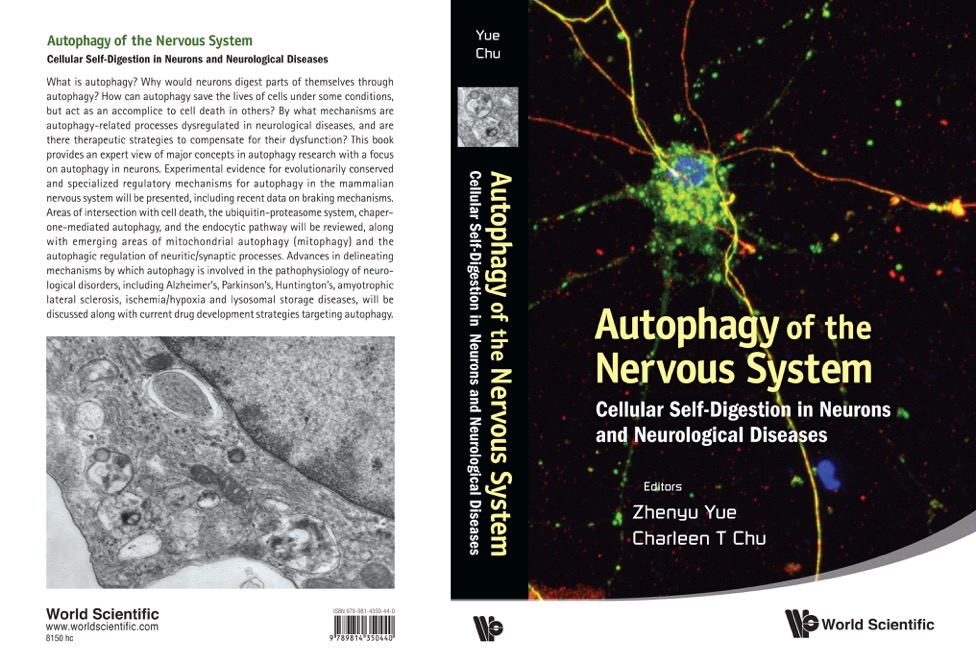 Autophagy of the Nervous System
Cellular Self-Digestion in Neurons and Neurological Diseases
What is autophagy? Why would neurons digest parts of themselves through
autophagy? How can autophagy save the lives of cells under some conditions,
but act as an accomplice to cell death in others? By what mechanisms are
autophagy-related processes dysregulated in neurological diseases, and are
there therapeutic strategies to compensate for their dysfunction? This book
provides an expert view of major concepts in autophagy research with a focus
on autophagy in neurons. Experimental evidence for evolutionarily conserved
and specialized regulatory mechanisms for autophagy in the mammalian
nervous system will be presented, including recent data on braking mechanisms.
Areas of intersection with cell death, the ubiquitin-proteasome system, chaper-
one-mediated autophagy, and the endocytic pathway will be reviewed, along
with emerging areas of mitochondrial autophagy (mitophagy) and the
autophagic regulation of neuritic/synaptic processes. Advances in delineating
mechanisms by which autophagy is involved in the pathophysiology of neuro-
logical disorders, including Alzheimer's, Parkinson's, Huntington's, amyotrophic
lateral sclerosis, ischemia/hypoxia and lysosomal storage diseases, will be
discussed along with current drug development strategies targeting autophagy.
World Scientific
www.worldscientific.com
8150 hc
ISBN 978-981-4350-44-0
9 789814 350440
Yue
Chu
Autophagy of the Nervous System
Cellular Self-Digestion in Neurons and Neurological Diseases
Autophagy of the
Nervous System
Cellular Self-Digestion in Neurons
and Neurological Diseases
Editors
Zhenyu Yue
Charleen T Chu
World Scientific